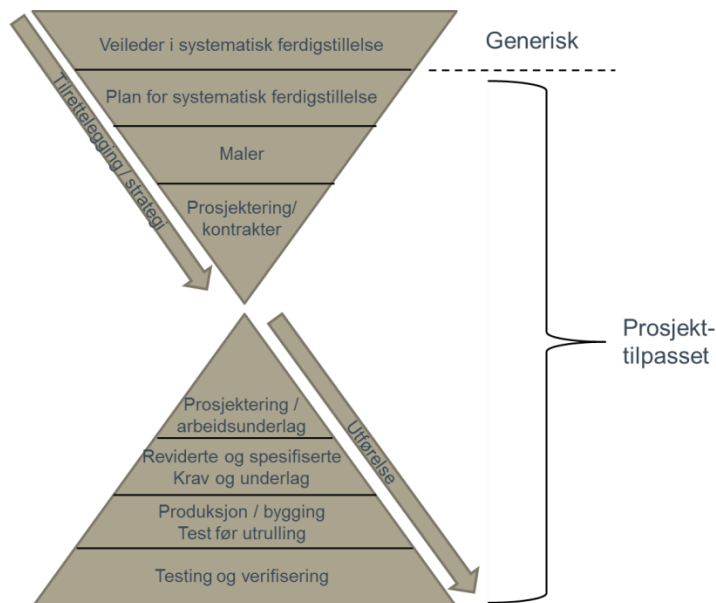 Veileder i systematisk ferdigstillelse
Generisk
Plan for systematisk ferdigstillelse
Maler
Prosjektering/
kontrakter
Tilrettelegging / strategi
Prosjekt-
tilpasset
Prosjektering /
arbeidsunderlag
Reviderte og spesifiserte
Krav og underlag
Produksjon / bygging
Test før utrulling
Testing og verifisering
Utførelse